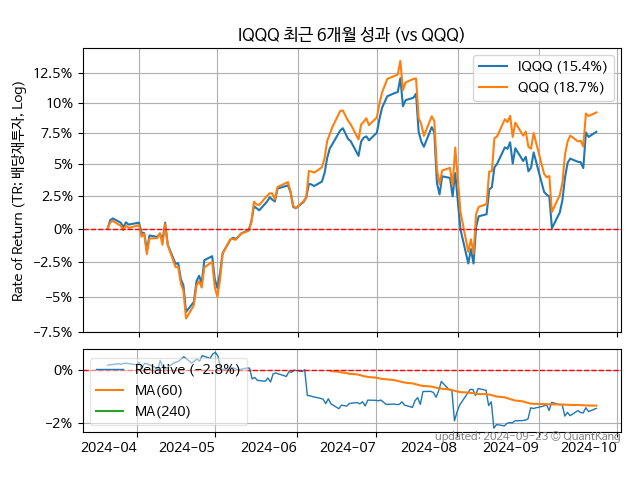 IQQQ 최근 6개월 성과 (vs QQQ)
Rate of Return (TR: 배당재투자, Log)
12.5%
10%
7.5%
5%
2.5%
0%
−2.5%
−5%
−7.5%
IQQQ (15.4%)
QQQ (18.7%)
0%
−2%
Relative (−2.8%)
MA(60)
MA(240)
updated: 2024-09-23 © QuantKang
2024-04 2024-05 2024-06 2024-07 2024-08 2024-09 2024-10